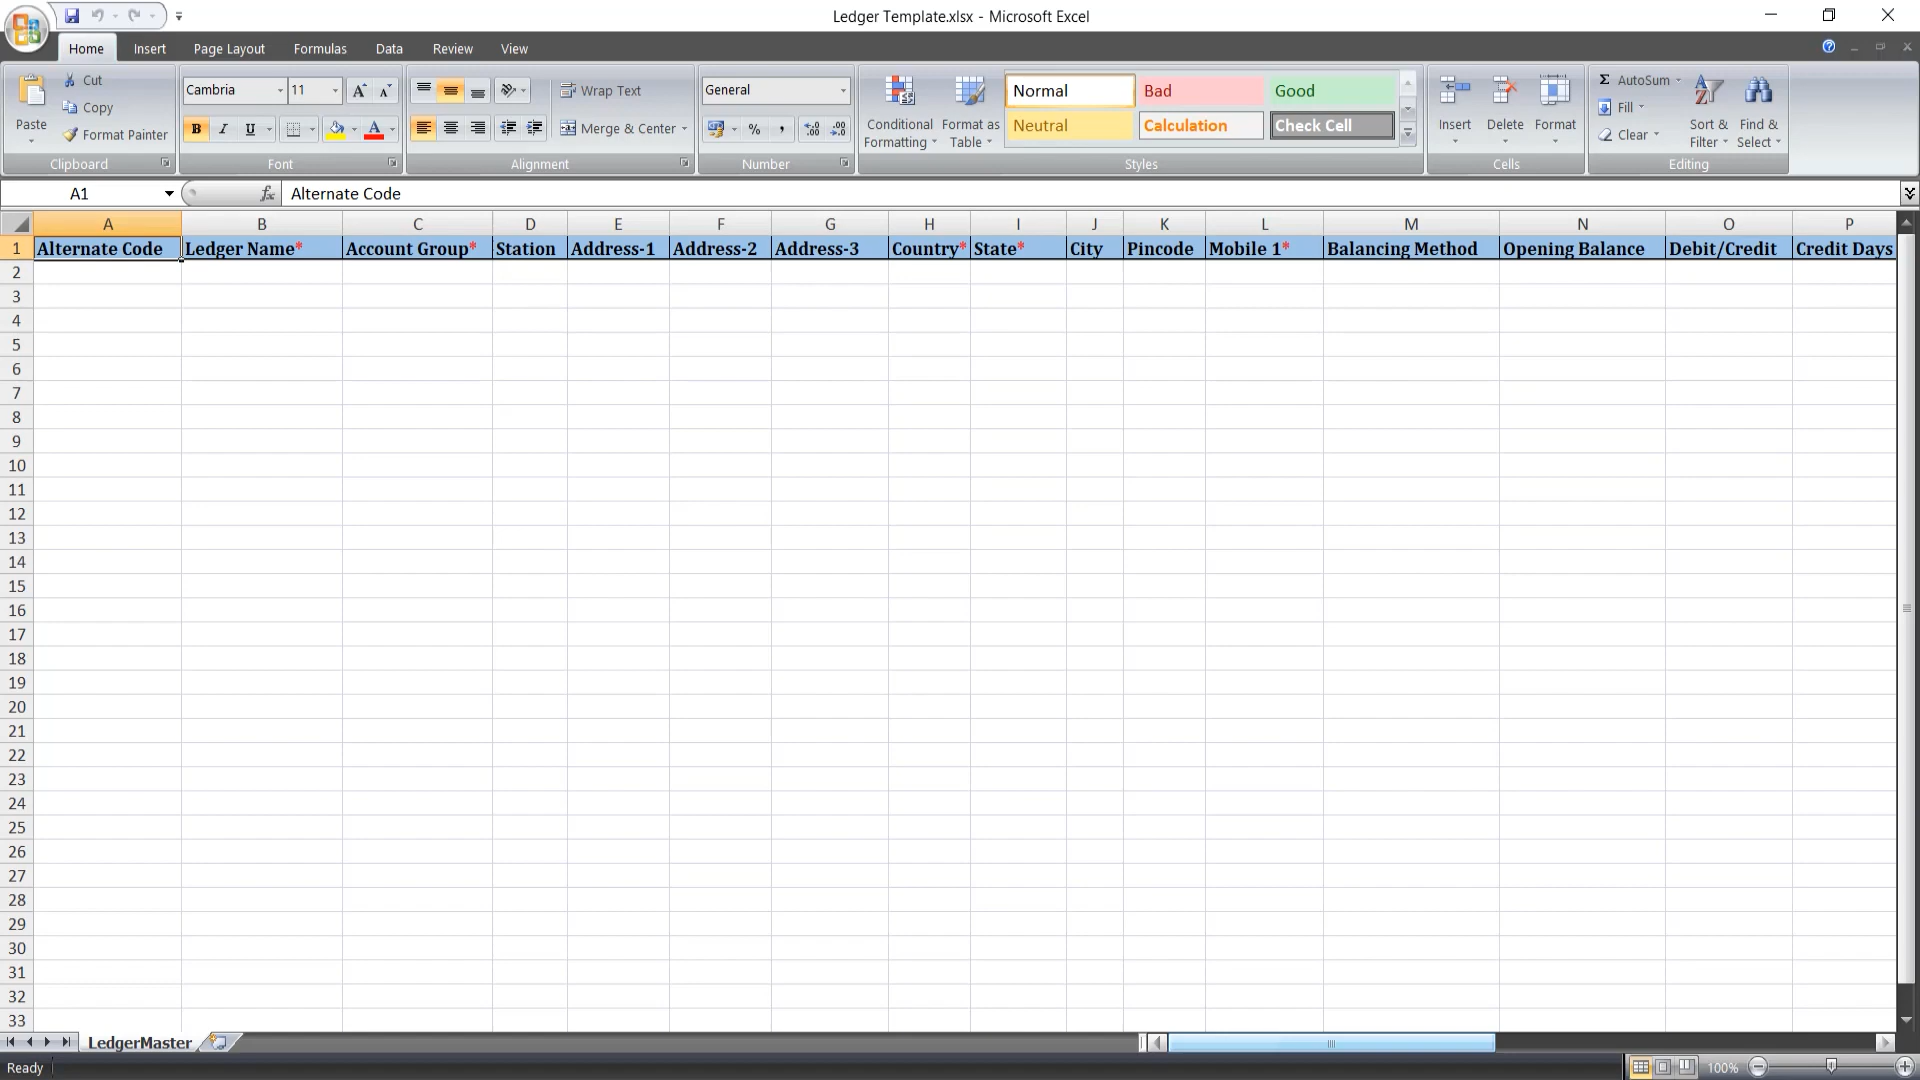 Ledger Template.xlsx - Microsoft Excel
Home Insert Page Layout Formulas Data Review View
Paste
Cut
Copy
Format Painter
Clipboard
Cambria 11
B I U
Font
Wrap Text
Merge & Center
Alignment
General
% ,
Number
Conditional Formatting
Format as Table
Normal Bad Good
Neutral Calculation Check Cell
Styles
Insert Delete Format
Cells
Σ AutoSum
Fill
Clear
Sort & Filter
Find & Select
Editing
A1 fx Alternate Code
A B C D E F G H I J K L M N O P
1 Alternate Code Ledger Name* Account Group* Station Address-1 Address-2 Address-3 Country* State* City Pincode Mobile 1* Balancing Method Opening Balance Debit/Credit Credit Days
2
3
4
5
6
7
8
9
10
11
12
13
14
15
16
17
18
19
20
21
22
23
24
25
26
27
28
29
30
31
32
33
LedgerMaster
Ready 100%